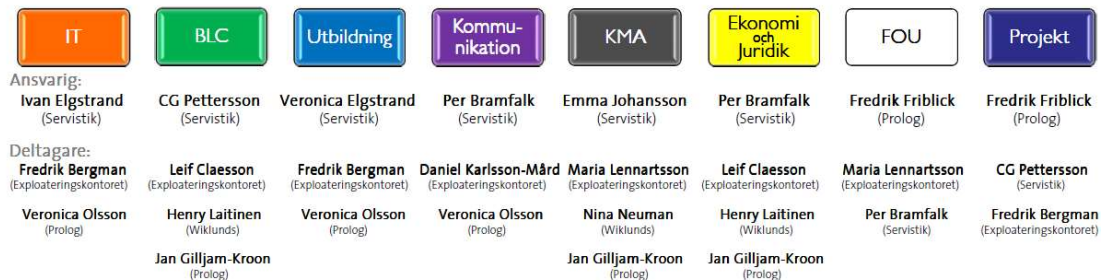 IT
BLC
Utbildning
Kommu-
nikation
KMA
Ekonomi
och
Juridik
FOU
Projekt
Ansvarig:
Ivan Elgstrand CG Pettersson Veronica Elgstrand Per Bramfalk Emma Johansson Per Bramfalk Fredrik Friblick Fredrik Friblick
(Servistik) (Servistik) (Servistik) (Servistik) (Servistik) (Servistik) (Prolog) (Prolog)
Deltagare:
Fredrik Bergman Leif Claesson Fredrik Bergman Daniel Karlsson-Mård Maria Lennartsson Leif Claesson Maria Lennartsson CG Pettersson
(Exploateringskontoret) (Exploateringskontoret) (Exploateringskontoret) (Exploateringskontoret) (Exploateringskontoret) (Exploateringskontoret) (Exploateringskontoret) (Servistik)
Veronica Olsson Henry Laitinen Veronica Olsson Veronica Olsson Nina Neuman Henry Laitinen Per Bramfalk Fredrik Bergman
(Prolog) (Wiklunds) (Prolog) (Prolog) (Wiklunds) (Wiklunds) (Servistik) (Exploateringskontoret)
Jan Gilljam-Kroon Jan Gilljam-Kroon Jan Gilljam-Kroon
(Prolog) (Prolog) (Prolog)